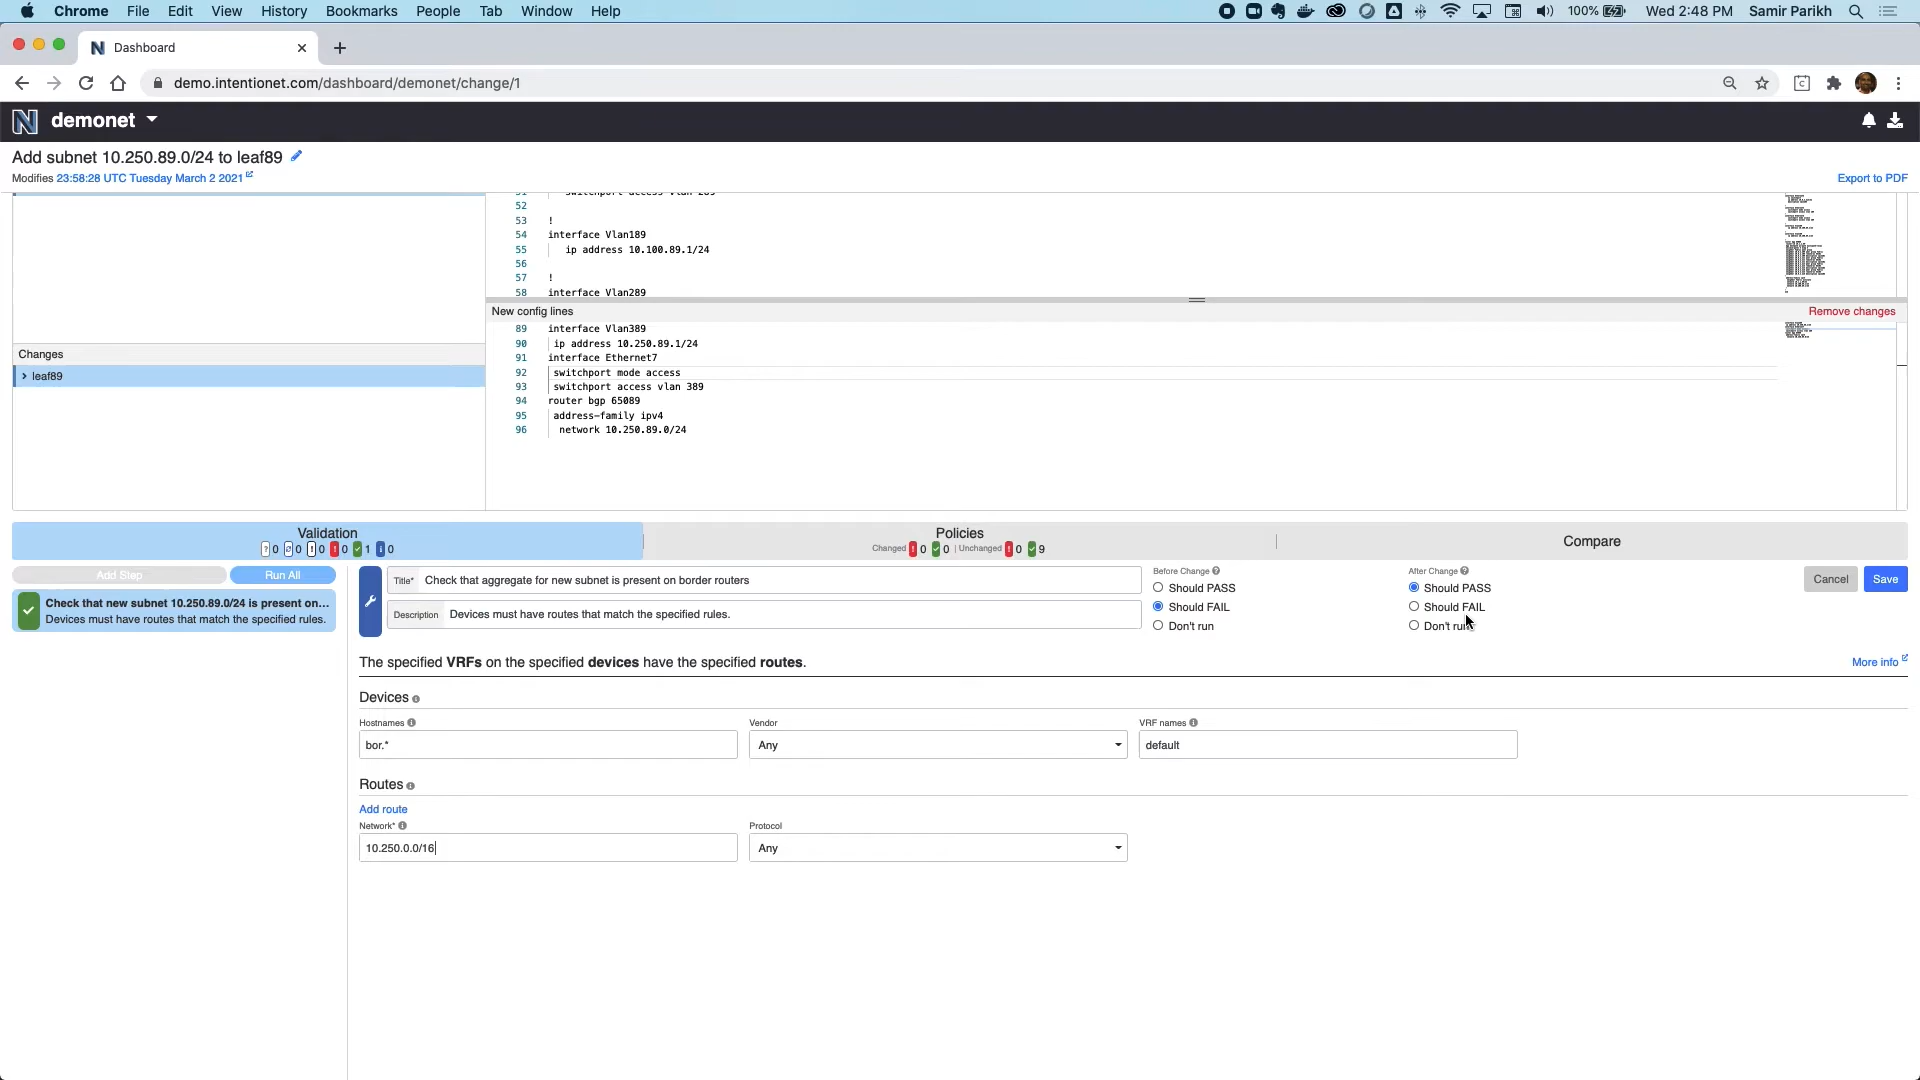 Chrome File Edit View History Bookmarks People Tab Window Help 100% Wed 2:48 PM Samir Parikh
Dashboard
demo.intentionet.com/dashboard/demonet/change/1
demonet
Add subnet 10.250.89.0/24 to leaf89
Modifies 23:58:28 UTC Tuesday March 2 2021
Export to PDF
51 switchport access vlan 289
52
53 !
54 interface Vlan189
55 ip address 10.100.89.1/24
56
57 !
58 interface Vlan289
New config lines
Remove changes
89 interface Vlan389
90 ip address 10.250.89.1/24
91 interface Ethernet7
92 switchport mode access
93 switchport access vlan 389
94 router bgp 65089
95 address-family ipv4
96 network 10.250.89.0/24
Changes
> leaf89
Validation
? 0 0 ! 0 ! 0 1 i 0
Policies
Changed ! 0 0 | Unchanged ! 0 9
Compare
Add Step
Run All
Check that new subnet 10.250.89.0/24 is present on...
Devices must have routes that match the specified rules.
Title* Check that aggregate for new subnet is present on border routers
Description Devices must have routes that match the specified rules.
Before Change
Should PASS
Should FAIL
Don't run
After Change
Should PASS
Should FAIL
Don't run
Cancel
Save
The specified VRFs on the specified devices have the specified routes.
More info
Devices
Hostnames
bor.*
Vendor
Any
VRF names
default
Routes
Add route
Network*
10.250.0.0/16
Protocol
Any